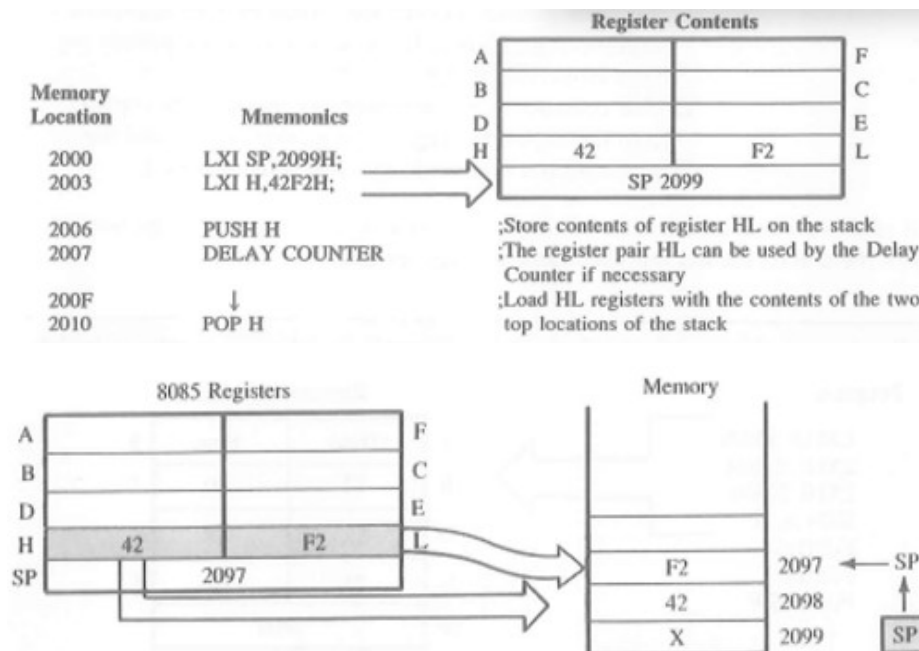 Register Contents
A F
B C
D E
H 42 F2 L
SP 2099
Memory
Location Mnemonics
2000 LXI SP,2099H;
2003 LXI H,42F2H;
2006 PUSH H
2007 DELAY COUNTER
200F ↓
2010 POP H
;Store contents of register HL on the stack
;The register pair HL can be used by the Delay
Counter if necessary
;Load HL registers with the contents of the two
top locations of the stack
8085 Registers
A F
B C
D E
H 42 F2 L
SP 2097
Memory
F2 2097 SP
42 2098
X 2099 SP